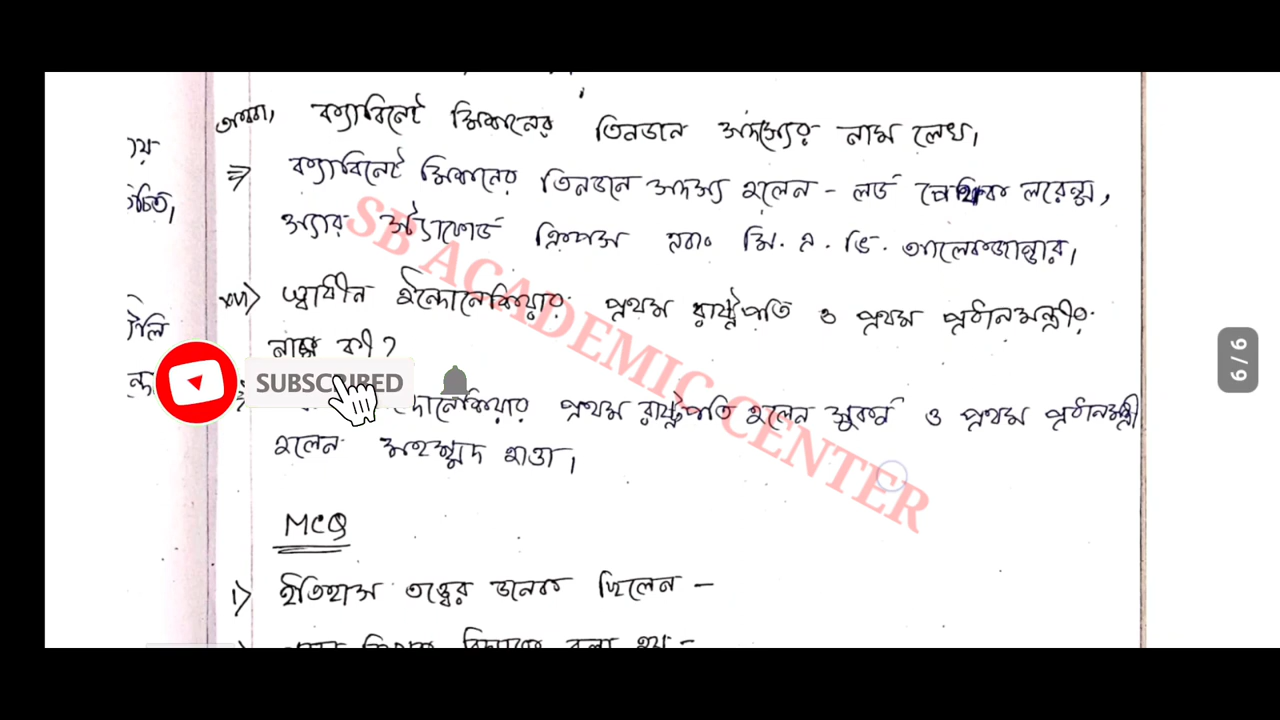 অথবা, ক্যাবিনেট মিশনের তিনজন সদস্যের নাম লেখ।
য়
⇒ ক্যাবিনেট মিশনের তিনজন সদস্য হলেন - লর্ড পেথিক লরেন্স,
স্যার স্ট্যাফোর্ড ক্রিপস এবং মি. এ. ভি. আলেকজান্ডার।
স্বাধীন ইন্দোনেশিয়ার প্রথম রাষ্ট্রপতি ও প্রথম প্রধানমন্ত্রীর
নাম কী?
SUBSCRIBED
প্রথম রাষ্ট্রপতি হলেন সুকর্ন ও প্রথম প্রধানমন্ত্রী
হলেন মহম্মদ হাত্তা।
SB ACADEMIC CENTER
6/6
MCQ
i) ইতিহাস তত্ত্বের জনক ছিলেন -